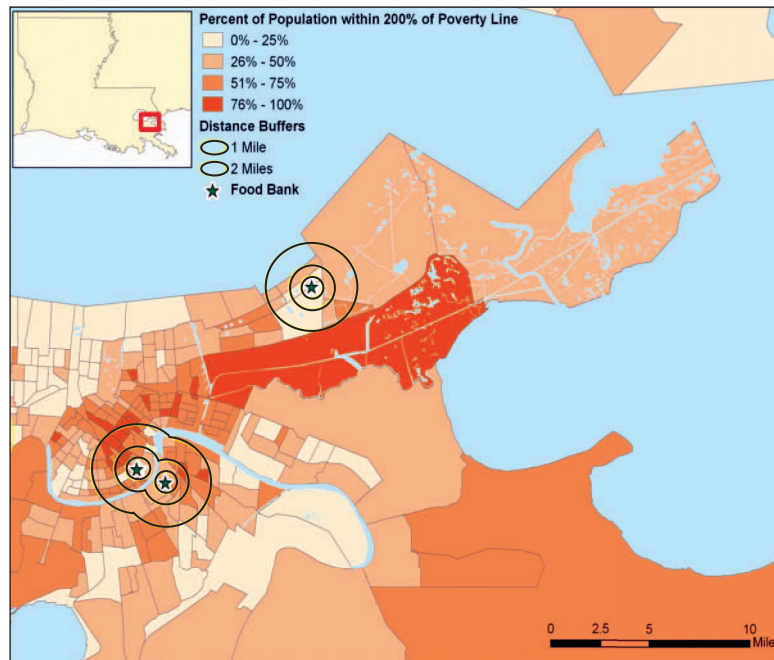 Percent of Population within 200% of Poverty Line
0% - 25%
26% - 50%
51% - 75%
76% - 100%
Distance Buffers
1 Mile
2 Miles
Food Bank
0 2.5 5 10
Mile